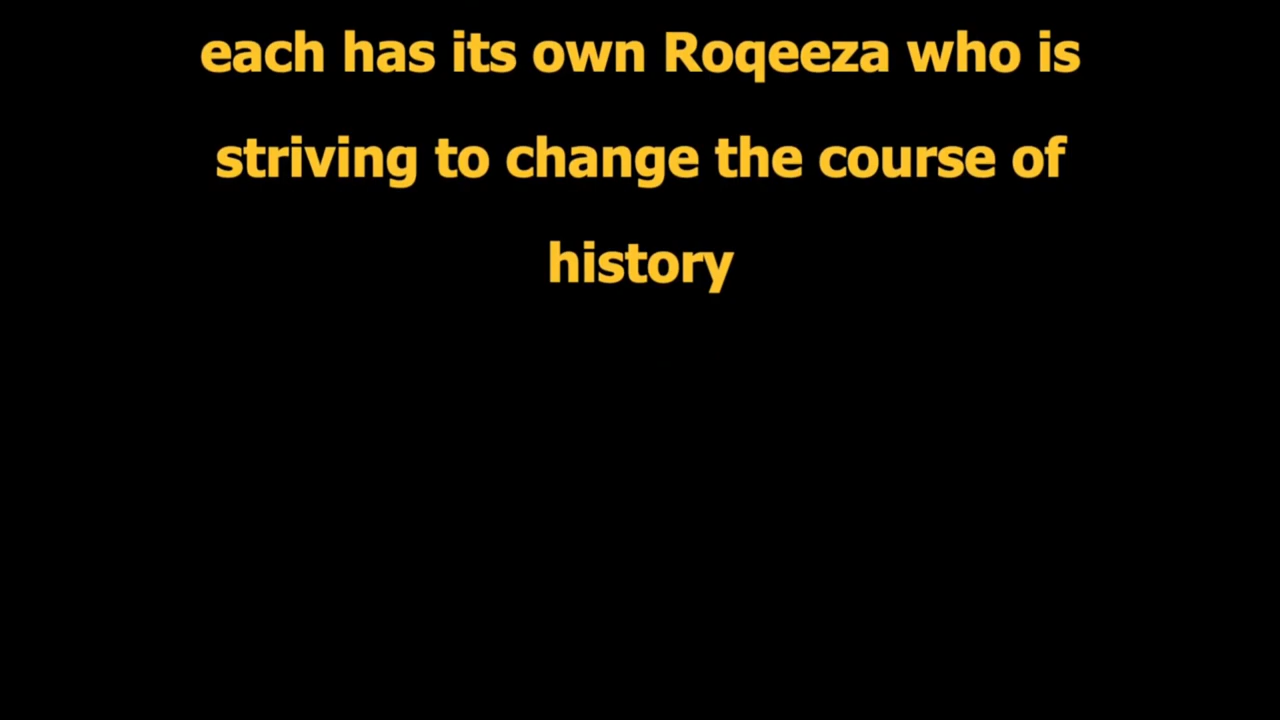 each has its own Roqeeza who is
striving to change the course of
history